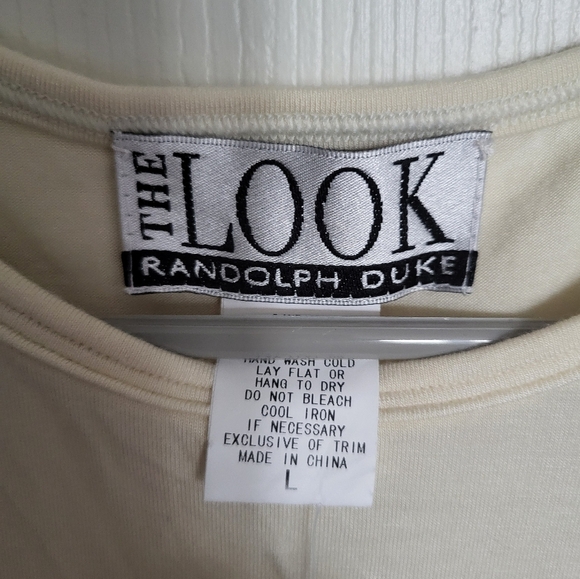 THE LOOK
RANDOLPH DUKE
HAND WASH COLD
LAY FLAT OR
HANG TO DRY
DO NOT BLEACH
COOL IRON
IF NECESSARY
EXCLUSIVE OF TRIM
MADE IN CHINA
L